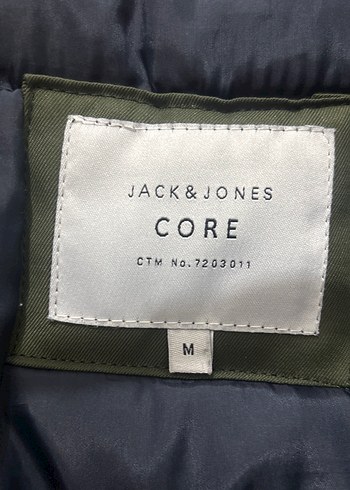 JACK&JONES
CORE
CTM No.7203011
M